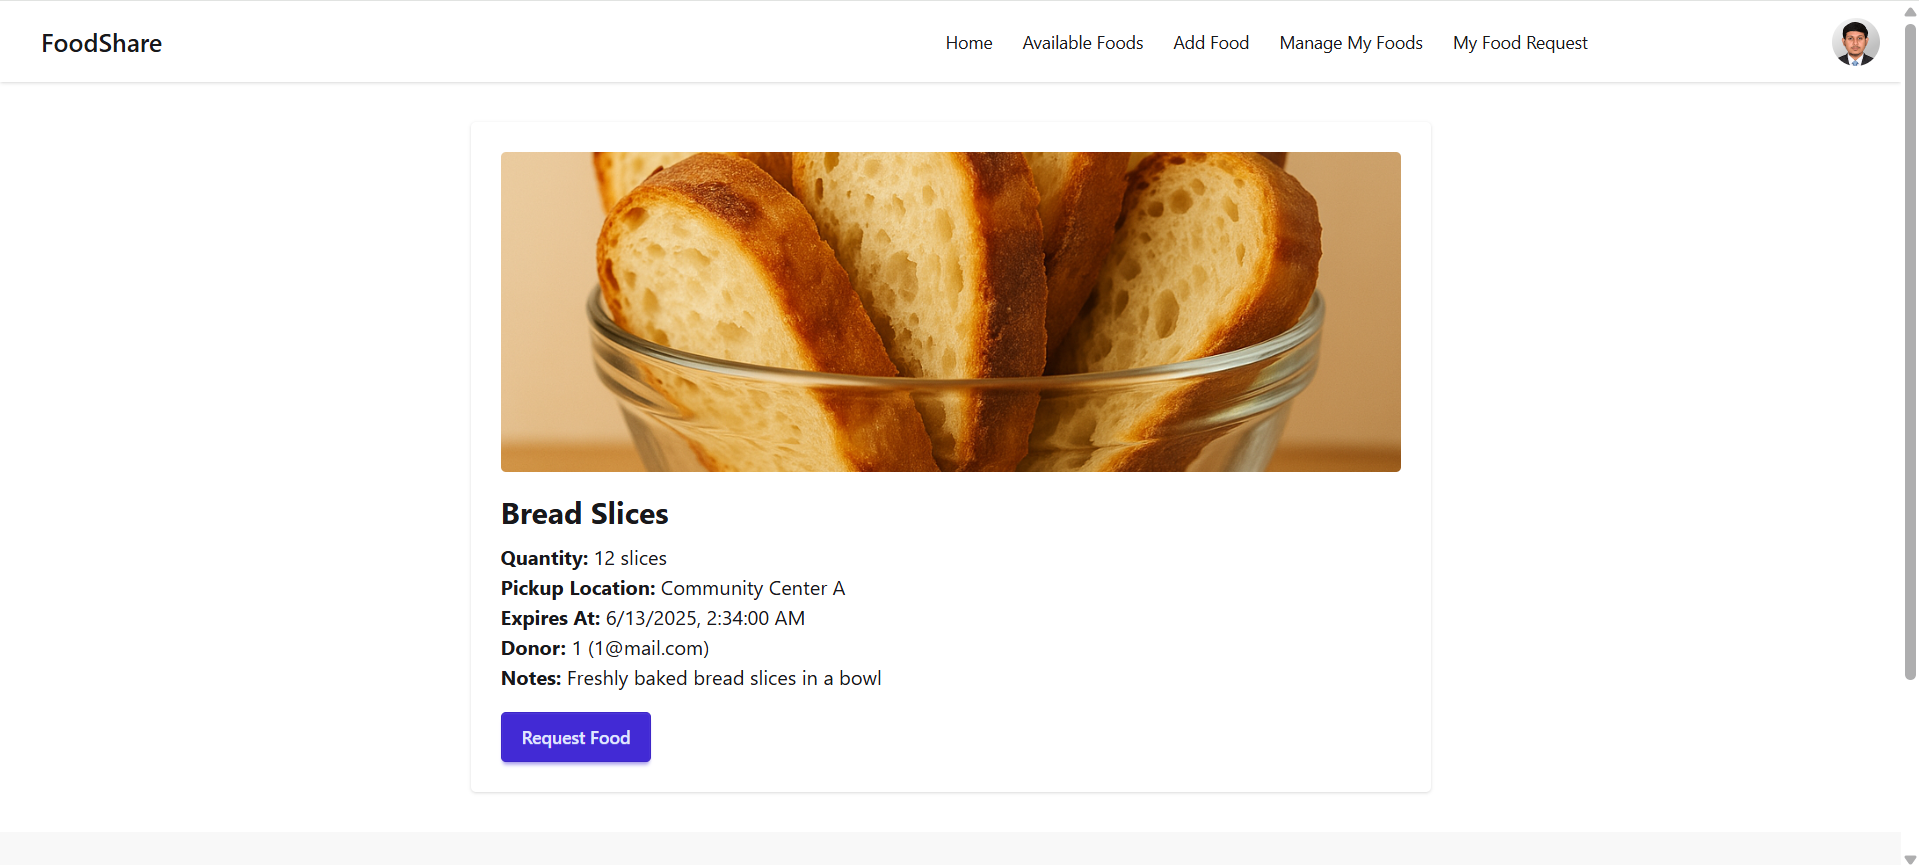 FoodShare
Home Available Foods Add Food Manage My Foods My Food Request
Bread Slices
Quantity: 12 slices
Pickup Location: Community Center A
Expires At: 6/13/2025, 2:34:00 AM
Donor: 1 (1@mail.com)
Notes: Freshly baked bread slices in a bowl
Request Food